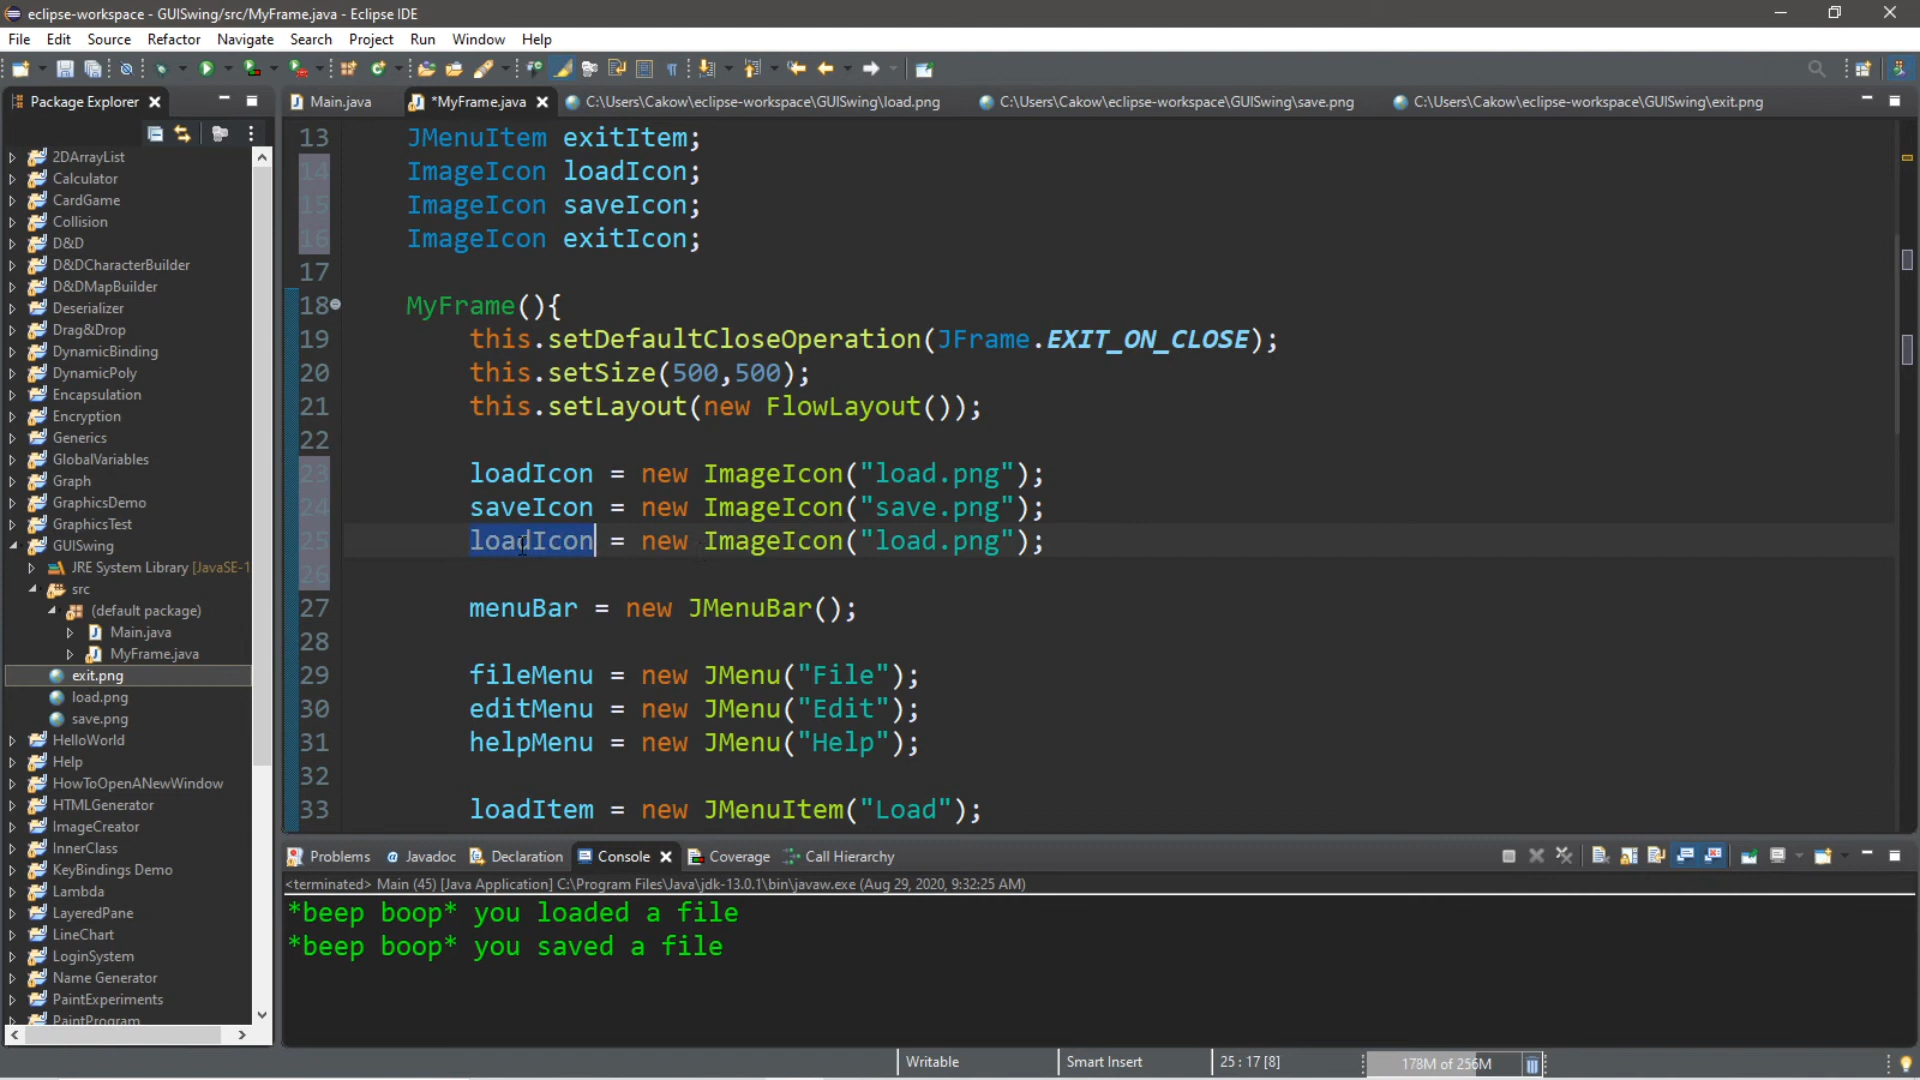 eclipse-workspace - GUISwing/src/MyFrame.java - Eclipse IDE
File Edit Source Refactor Navigate Search Project Run Window Help
Package Explorer
Main.java *MyFrame.java C:\Users\Cakow\eclipse-workspace\GUISwing\load.png C:\Users\Cakow\eclipse-workspace\GUISwing\save.png C:\Users\Cakow\eclipse-workspace\GUISwing\exit.png
2DArrayList
Calculator
CardGame
Collision
D&D
D&DCharacterBuilder
D&DMapBuilder
Deserializer
Drag&Drop
DynamicBinding
DynamicPoly
Encapsulation
Encryption
Generics
GlobalVariables
Graph
GraphicsDemo
GraphicsTest
GUISwing
JRE System Library [JavaSE-1
src
(default package)
Main.java
MyFrame.java
exit.png
load.png
save.png
HelloWorld
Help
HowToOpenANewWindow
HTMLGenerator
ImageCreator
InnerClass
KeyBindings Demo
Lambda
LayeredPane
LineChart
LoginSystem
Name Generator
PaintExperiments
PaintProgram
13 JMenuItem exitItem;
14 ImageIcon loadIcon;
15 ImageIcon saveIcon;
16 ImageIcon exitIcon;
17
18 MyFrame(){
19 this.setDefaultCloseOperation(JFrame.EXIT_ON_CLOSE);
20 this.setSize(500,500);
21 this.setLayout(new FlowLayout());
22
23 loadIcon = new ImageIcon("load.png");
24 saveIcon = new ImageIcon("save.png");
25 loadIcon = new ImageIcon("load.png");
26
27 menuBar = new JMenuBar();
28
29 fileMenu = new JMenu("File");
30 editMenu = new JMenu("Edit");
31 helpMenu = new JMenu("Help");
32
33 loadItem = new JMenuItem("Load");
Problems Javadoc Declaration Console Coverage Call Hierarchy
<terminated> Main (45) [Java Application] C:\Program Files\Java\jdk-13.0.1\bin\javaw.exe (Aug 29, 2020, 9:32:25 AM)
*beep boop* you loaded a file
*beep boop* you saved a file
Writable Smart Insert 25 : 17 [8] 178M of 256M